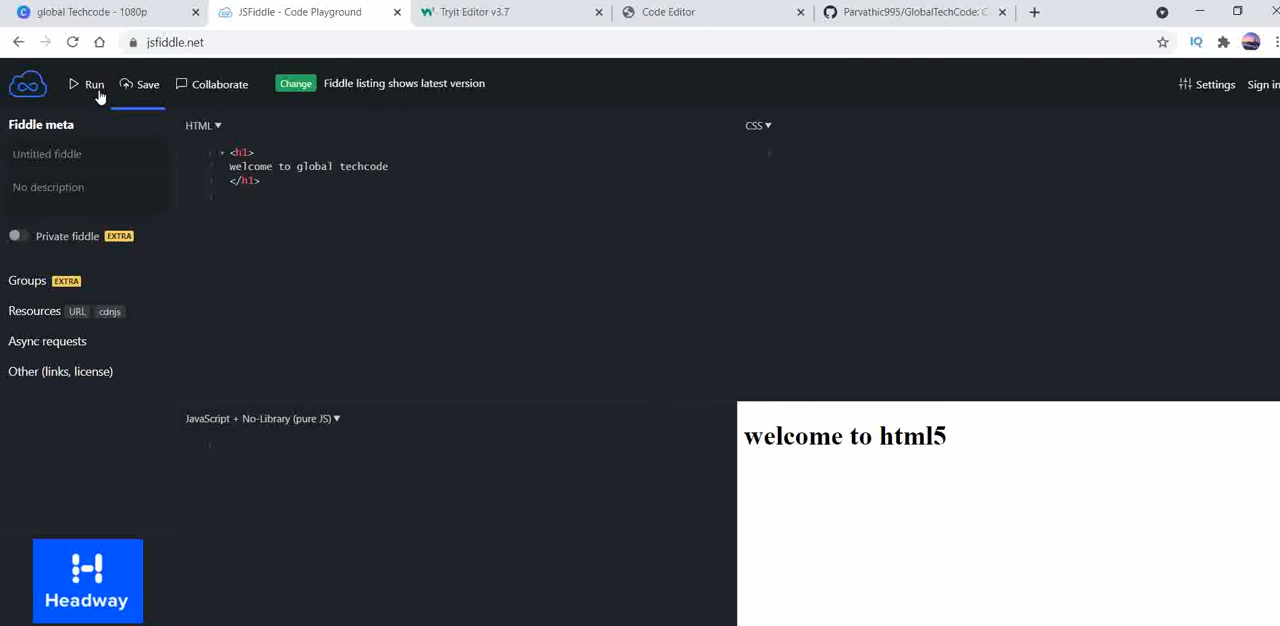 global Techcode - 1080p
JSFiddle - Code Playground
Tryit Editor v3.7
Code Editor
Parvathic995/GlobalTechCode: C
jsfiddle.net
IQ
Run
Save
Collaborate
Change
Fiddle listing shows latest version
Settings
Sign in
Fiddle meta
Untitled fiddle
No description
Private fiddle EXTRA
Groups EXTRA
Resources URL cdnjs
Async requests
Other (links, license)
HTML
<h1>
welcome to global techcode
</h1>
CSS
JavaScript + No-Library (pure JS)
welcome to html5
Headway